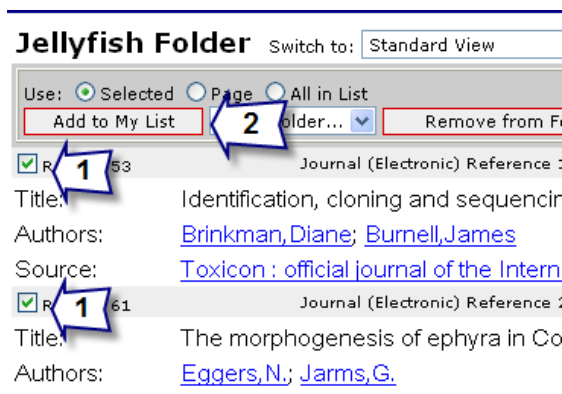 Jellyfish Folder Switch to: Standard View
Use: Selected Page All in List
Add to My List 2 older... Remove from F
1 R 53 Journal (Electronic) Reference 1
Title: Identification, cloning and sequencin
Authors: Brinkman,Diane; Burnell,James
Source: Toxicon : official journal of the Intern
1 R 61 Journal (Electronic) Reference 2
Title: The morphogenesis of ephyra in Co
Authors: Eggers,N.; Jarms,G.